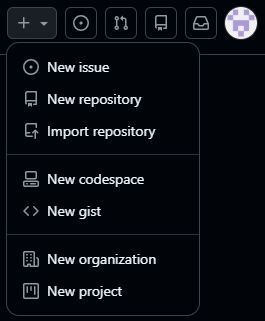 New issue
New repository
Import repository
New codespace
New gist
New organization
New project